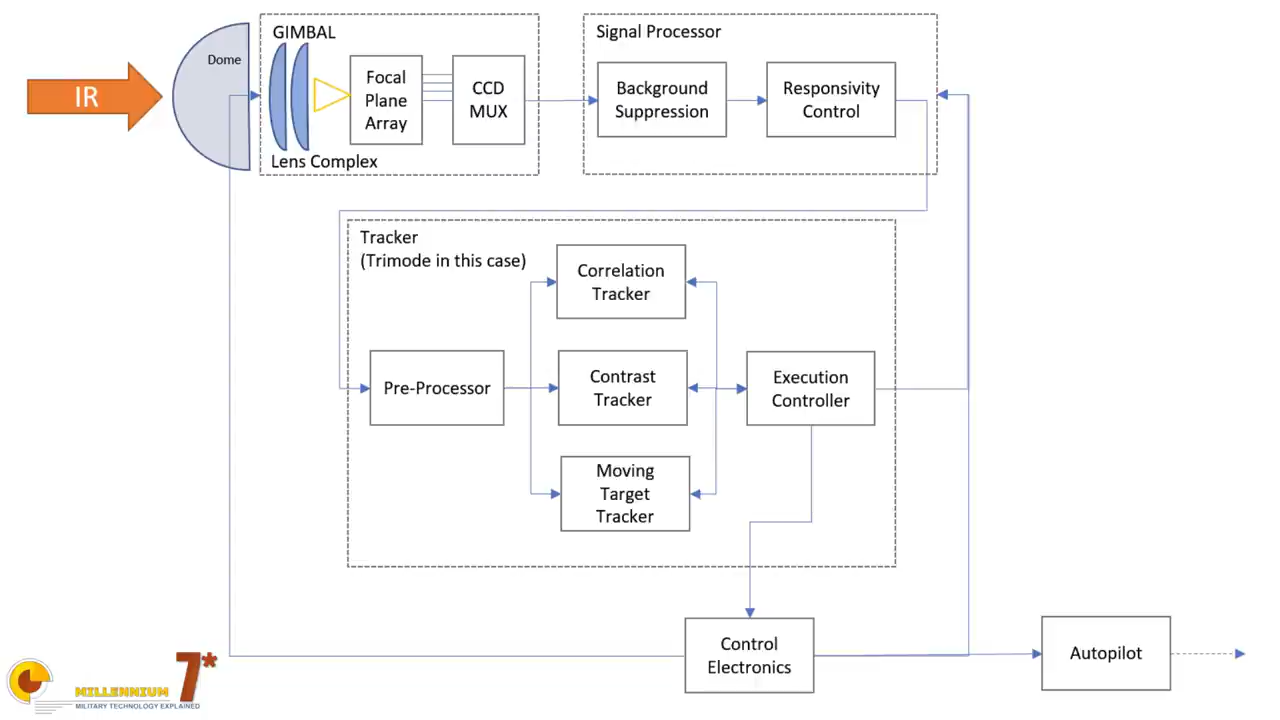 IR
Dome
GIMBAL
Focal
Plane
Array
CCD
MUX
Lens Complex
Signal Processor
Background
Suppression
Responsivity
Control
Tracker
(Trimode in this case)
Correlation
Tracker
Pre-Processor
Contrast
Tracker
Execution
Controller
Moving
Target
Tracker
Control
Electronics
Autopilot
MILLENNIUM 7*
MILITARY TECHNOLOGY EXPLAINED